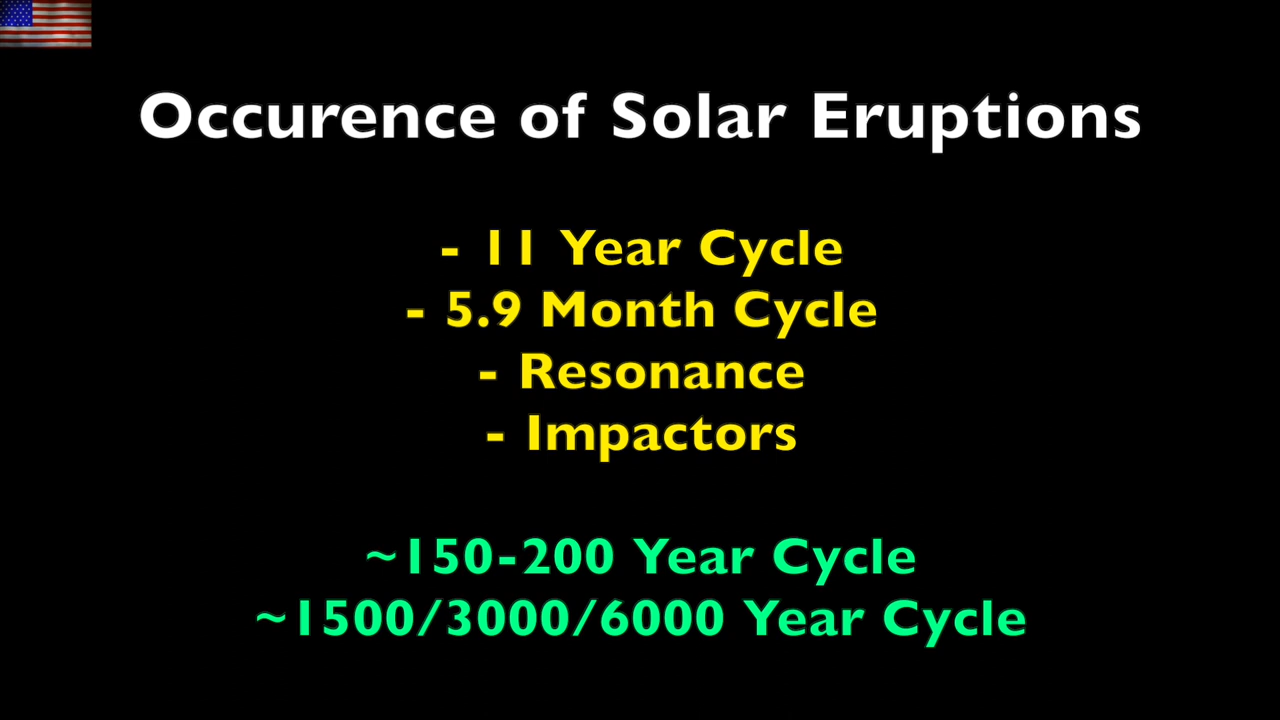 Occurence of Solar Eruptions
- 11 Year Cycle
- 5.9 Month Cycle
- Resonance
- Impactors
~150-200 Year Cycle
~1500/3000/6000 Year Cycle